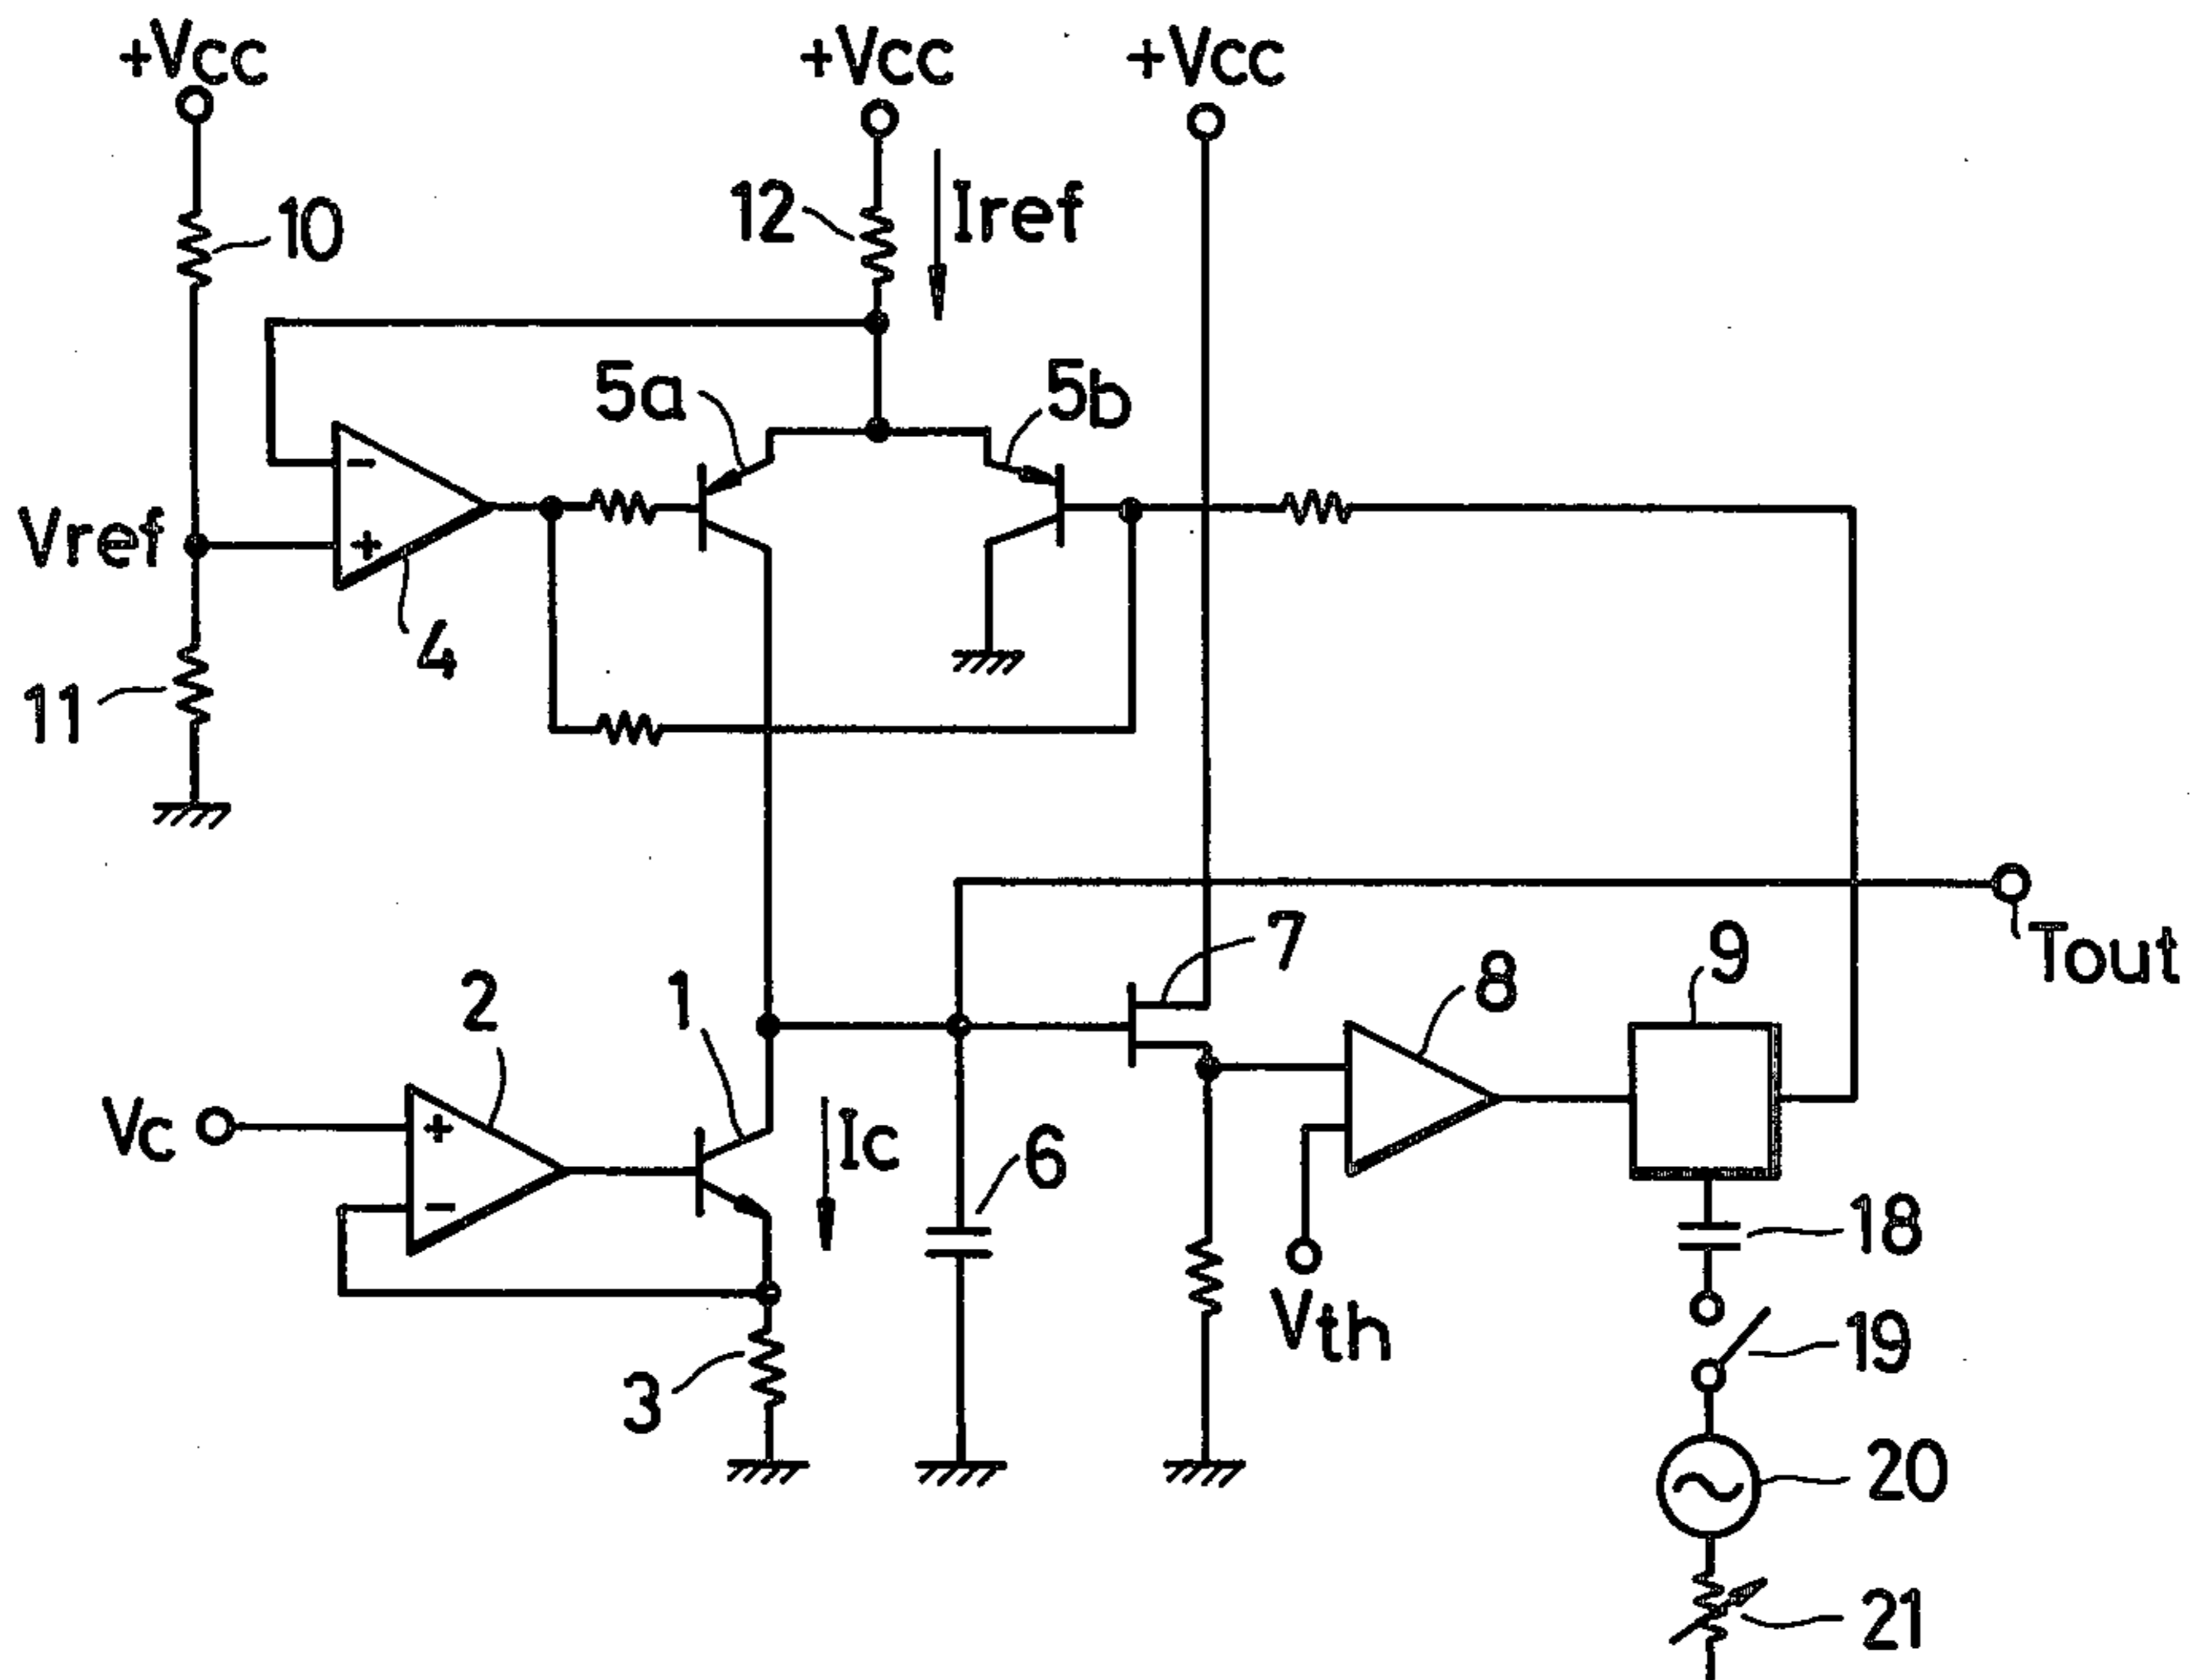 +Vcc
+Vcc
+Vcc
10
12
Iref
5a
5b
-
Vref
+
4
11
7
8
9
Tout
2
1
Vc
+
Ic
6
-
18
Vth
19
3
20
~
21